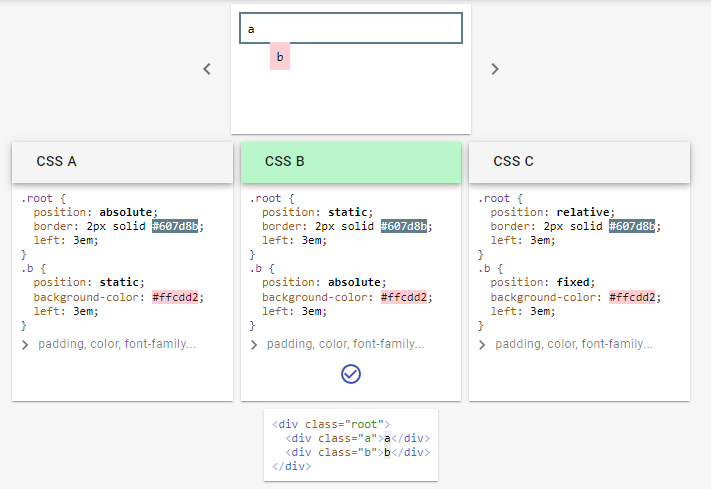 a
b
CSS A
.root {
position: absolute;
border: 2px solid #607d8b;
left: 3em;
}
.b {
position: static;
background-color: #ffcdd2;
left: 3em;
}
padding, color, font-family...
CSS B
.root {
position: static;
border: 2px solid #607d8b;
left: 3em;
}
.b {
position: absolute;
background-color: #ffcdd2;
left: 3em;
}
padding, color, font-family...
CSS C
.root {
position: relative;
border: 2px solid #607d8b;
left: 3em;
}
.b {
position: fixed;
background-color: #ffcdd2;
left: 3em;
}
padding, color, font-family...
<div class="root">
<div class="a">a</div>
<div class="b">b</div>
</div>